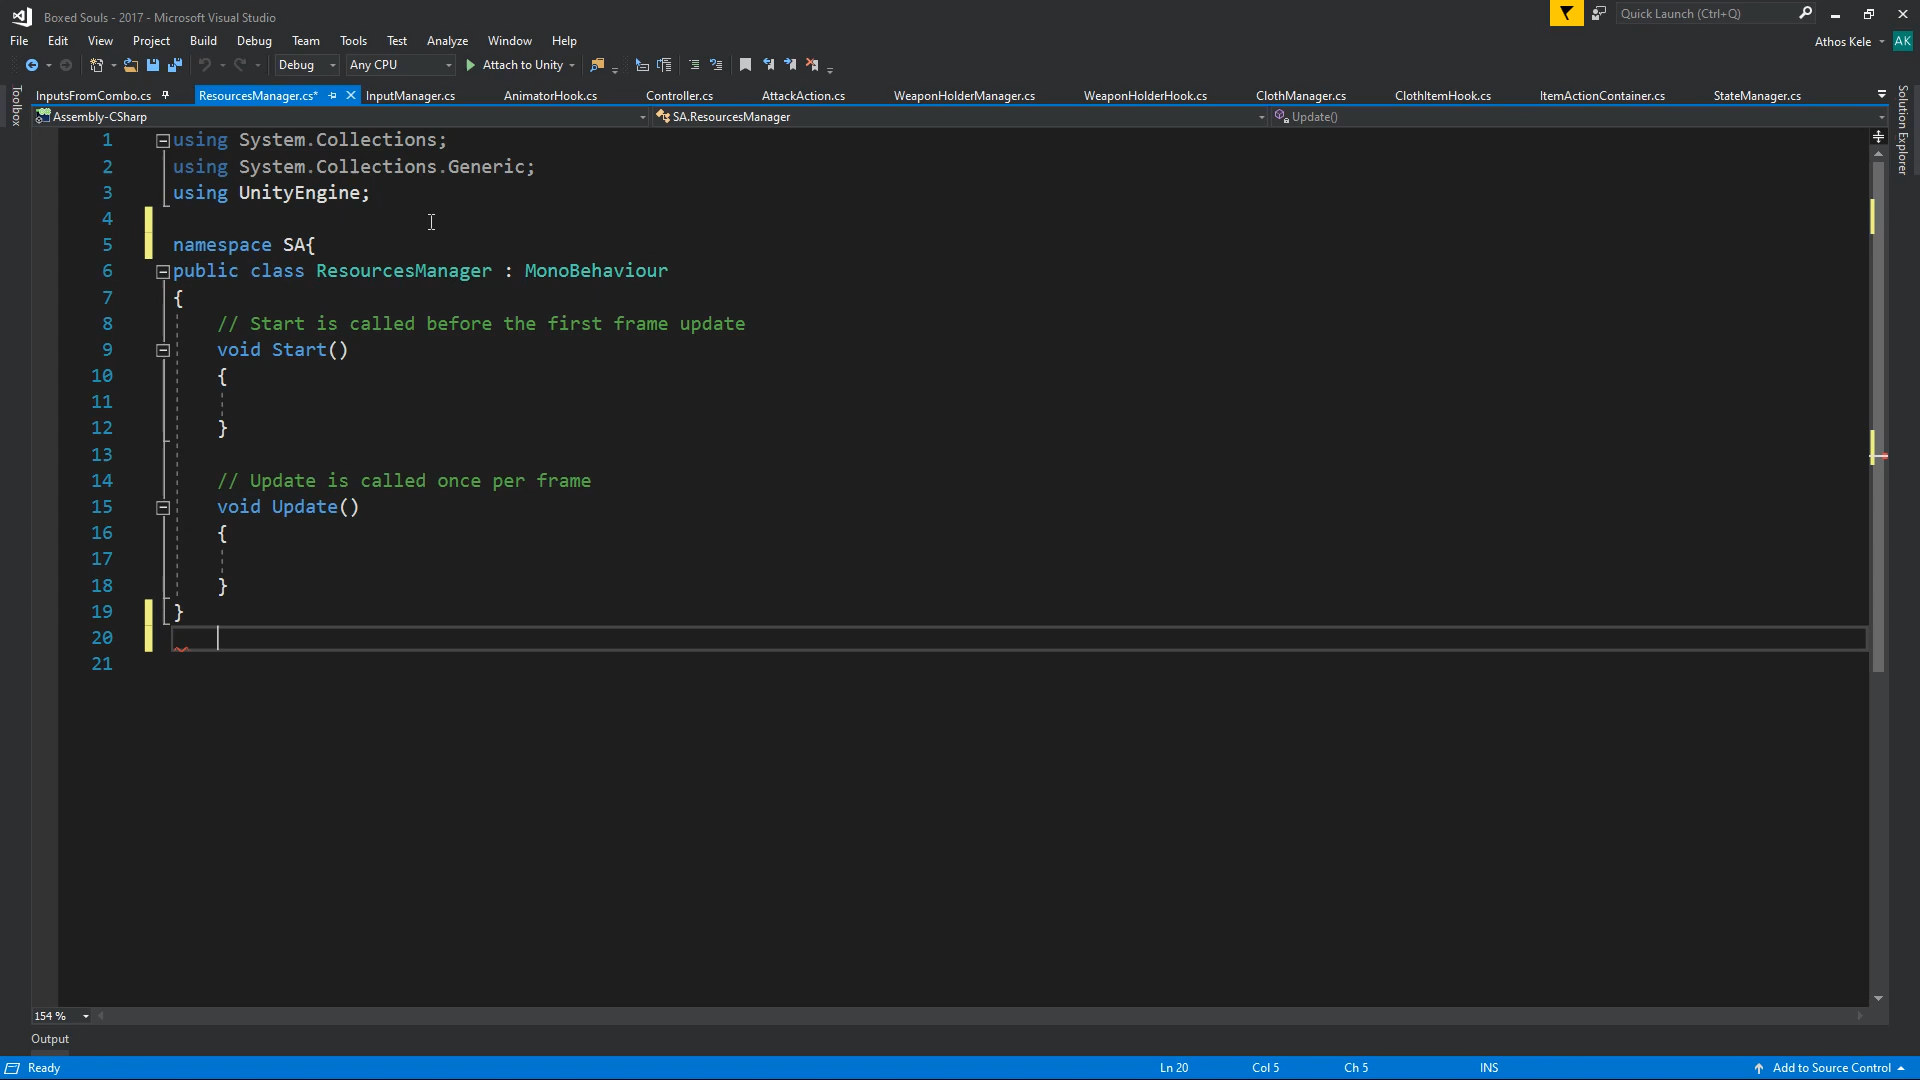 Boxed Souls - 2017 - Microsoft Visual Studio
Quick Launch (Ctrl+Q)
File Edit View Project Build Debug Team Tools Test Analyze Window Help
Athos Kele AK
Debug Any CPU Attach to Unity
Toolbox
InputsFromCombo.cs ResourcesManager.cs* InputManager.cs AnimatorHook.cs Controller.cs AttackAction.cs WeaponHolderManager.cs WeaponHolderHook.cs ClothManager.cs ClothItemHook.cs ItemActionContainer.cs StateManager.cs
Solution Explorer
Assembly-CSharp SA.ResourcesManager Update()
1 using System.Collections;
2 using System.Collections.Generic;
3 using UnityEngine;
4
5 namespace SA{
6 public class ResourcesManager : MonoBehaviour
7 {
8 // Start is called before the first frame update
9 void Start()
10 {
11
12 }
13
14 // Update is called once per frame
15 void Update()
16 {
17
18 }
19 }
20
21
154 %
Output
Ready Ln 20 Col 5 Ch 5 INS Add to Source Control